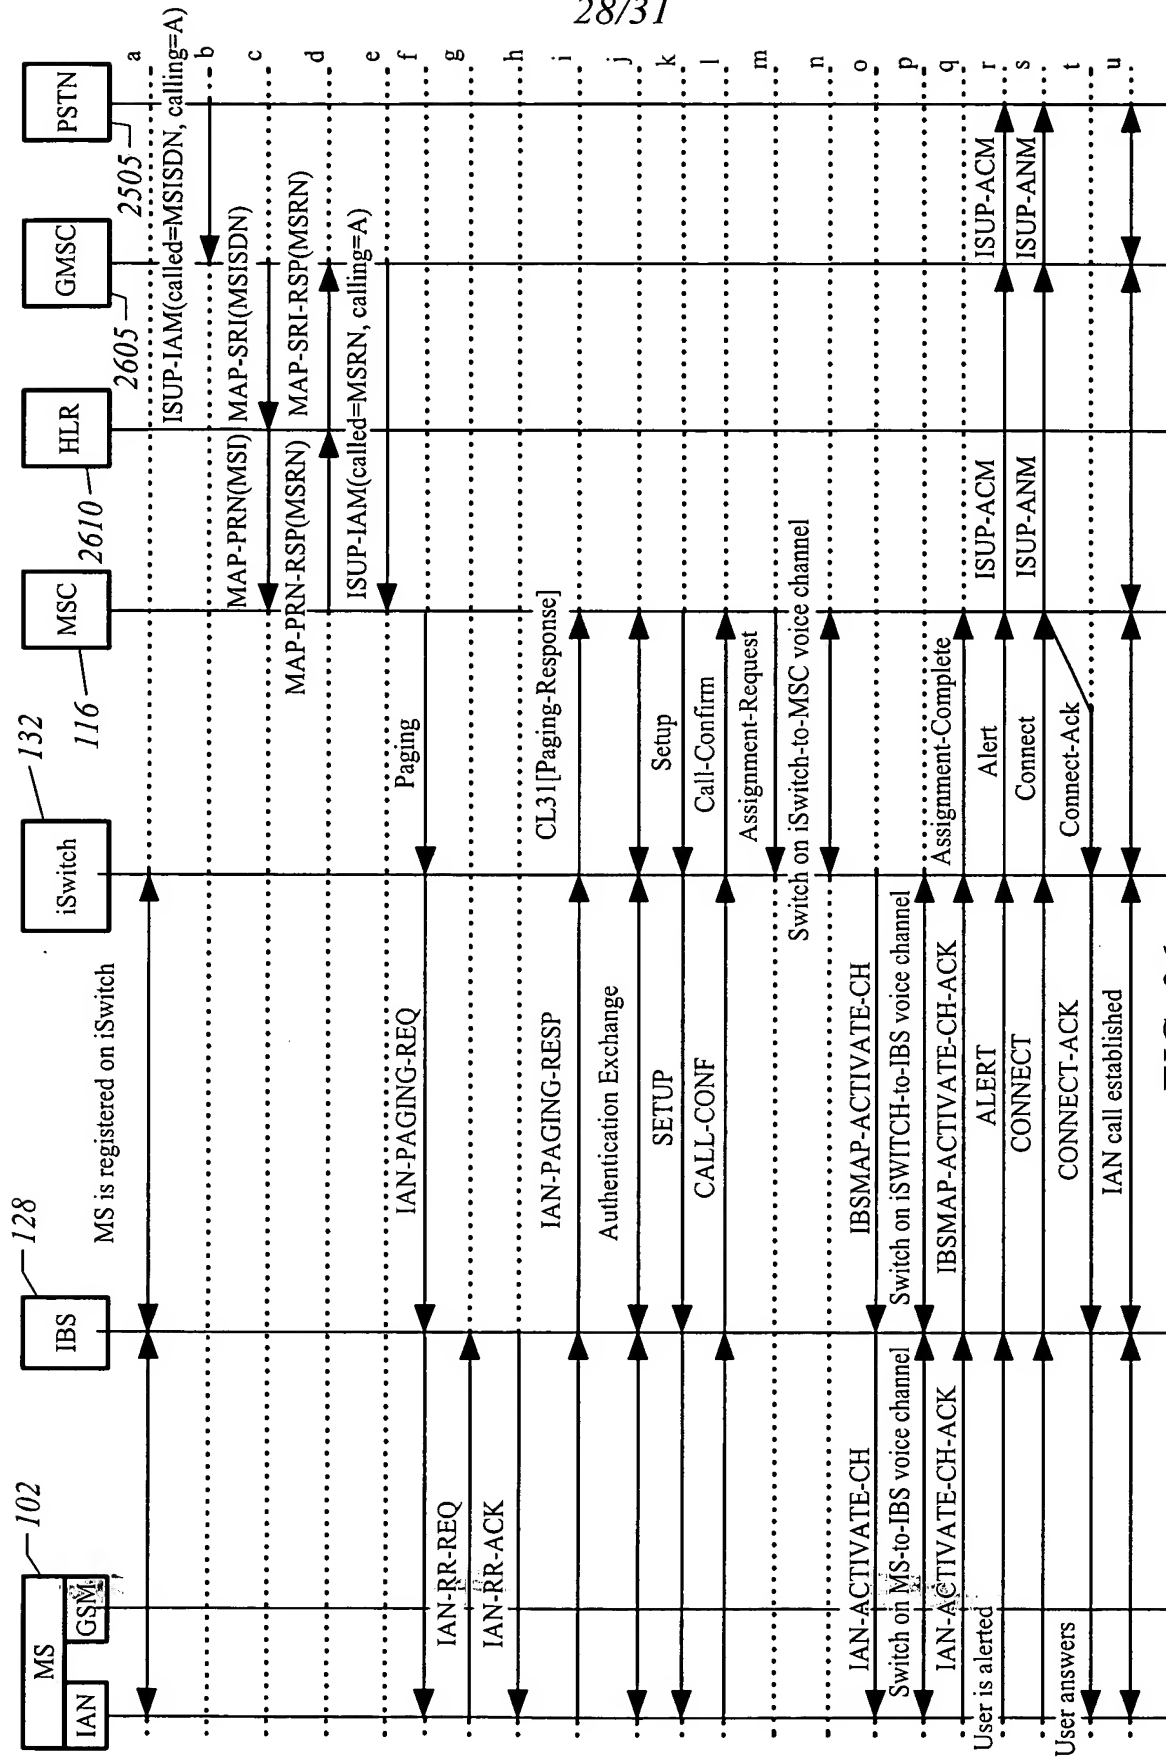 28/31
MS
IAN
GSM
102
IBS
128
iSwitch
132
MSC
116
HLR
2610
GMSC
2605
PSTN
2505
a
MS is registered on iSwitch
b
ISUP-IAM(called=MSISDN, calling=A)
c
MAP-PRN(MSI)
MAP-SRI(MSISDN)
d
MAP-PRN-RSP(MSRN)
MAP-SRI-RSP(MSRN)
e
ISUP-IAM(called=MSRN, calling=A)
f
IAN-PAGING-REQ
Paging
g
IAN-RR-REQ
h
IAN-RR-ACK
i
IAN-PAGING-RESP
CL31[Paging-Response]
j
Authentication Exchange
k
SETUP
Setup
l
CALL-CONF
Call-Confirm
m
Assignment-Request
n
Switch on iSwitch-to-MSC voice channel
o
IAN-ACTIVATE-CH
IBSMAP-ACTIVATE-CH
p
Switch on MS-to-IBS voice channel
Switch on iSWITCH-to-IBS voice channel
q
IAN-ACTIVATE-CH-ACK
IBSMAP-ACTIVATE-CH-ACK
Assignment-Complete
r
User is alerted
ALERT
Alert
ISUP-ACM
ISUP-ACM
s
CONNECT
Connect
ISUP-ANM
ISUP-ANM
t
User answers
CONNECT-ACK
Connect-Ack
u
IAN call established